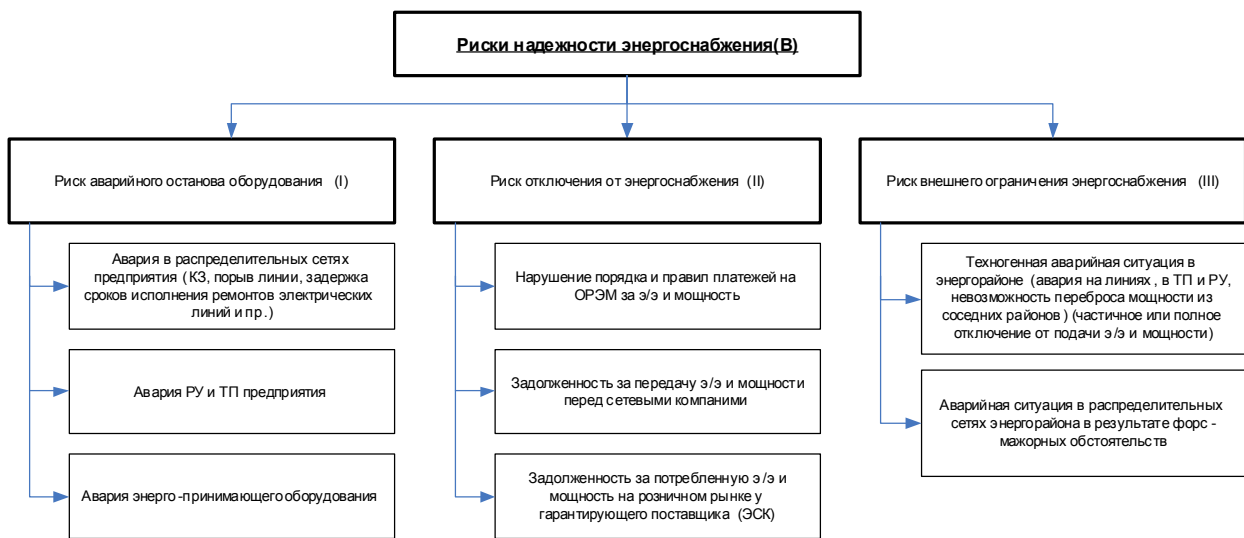 Риски надежности энергоснабжения(В)
Риск аварийного останова оборудования (I)
Авария в распределительных сетях
предприятия (КЗ, порыв линии, задержка
сроков исполнения ремонтов электрических
линий и пр.)
Авария РУ и ТП предприятия
Авария энерго-принимающего оборудования
Риск отключения от энергоснабжения (II)
Нарушение порядка и правил платежей на
ОРЭМ за э/э и мощность
Задолженность за передачу э/э и мощности
перед сетевыми компаними
Задолженность за потребленную э/э и
мощность на розничном рынке у
гарантирующего поставщика (ЭСК)
Риск внешнего ограничения энергоснабжения (III)
Техногенная аварийная ситуация в
энергорайоне (авария на линиях, в ТП и РУ,
невозможность переброса мощности из
соседних районов) (частичное или полное
отключение от подачи э/э и мощности)
Аварийная ситуация в распределительных
сетях энергорайона в результате форс -
мажорных обстоятельств